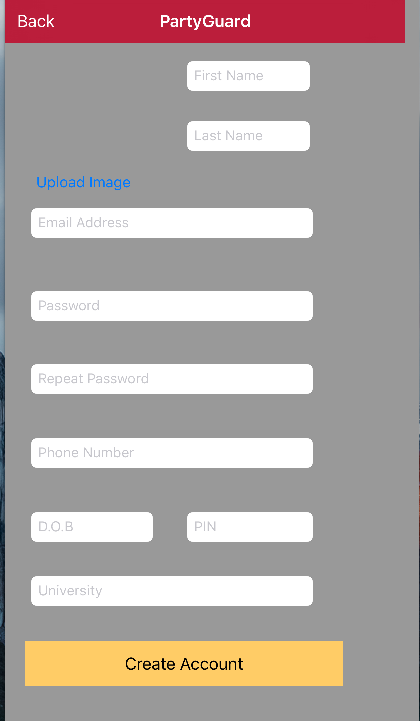 Back PartyGuard
First Name
Last Name
Upload Image
Email Address
Password
Repeat Password
Phone Number
D.O.B PIN
University
Create Account